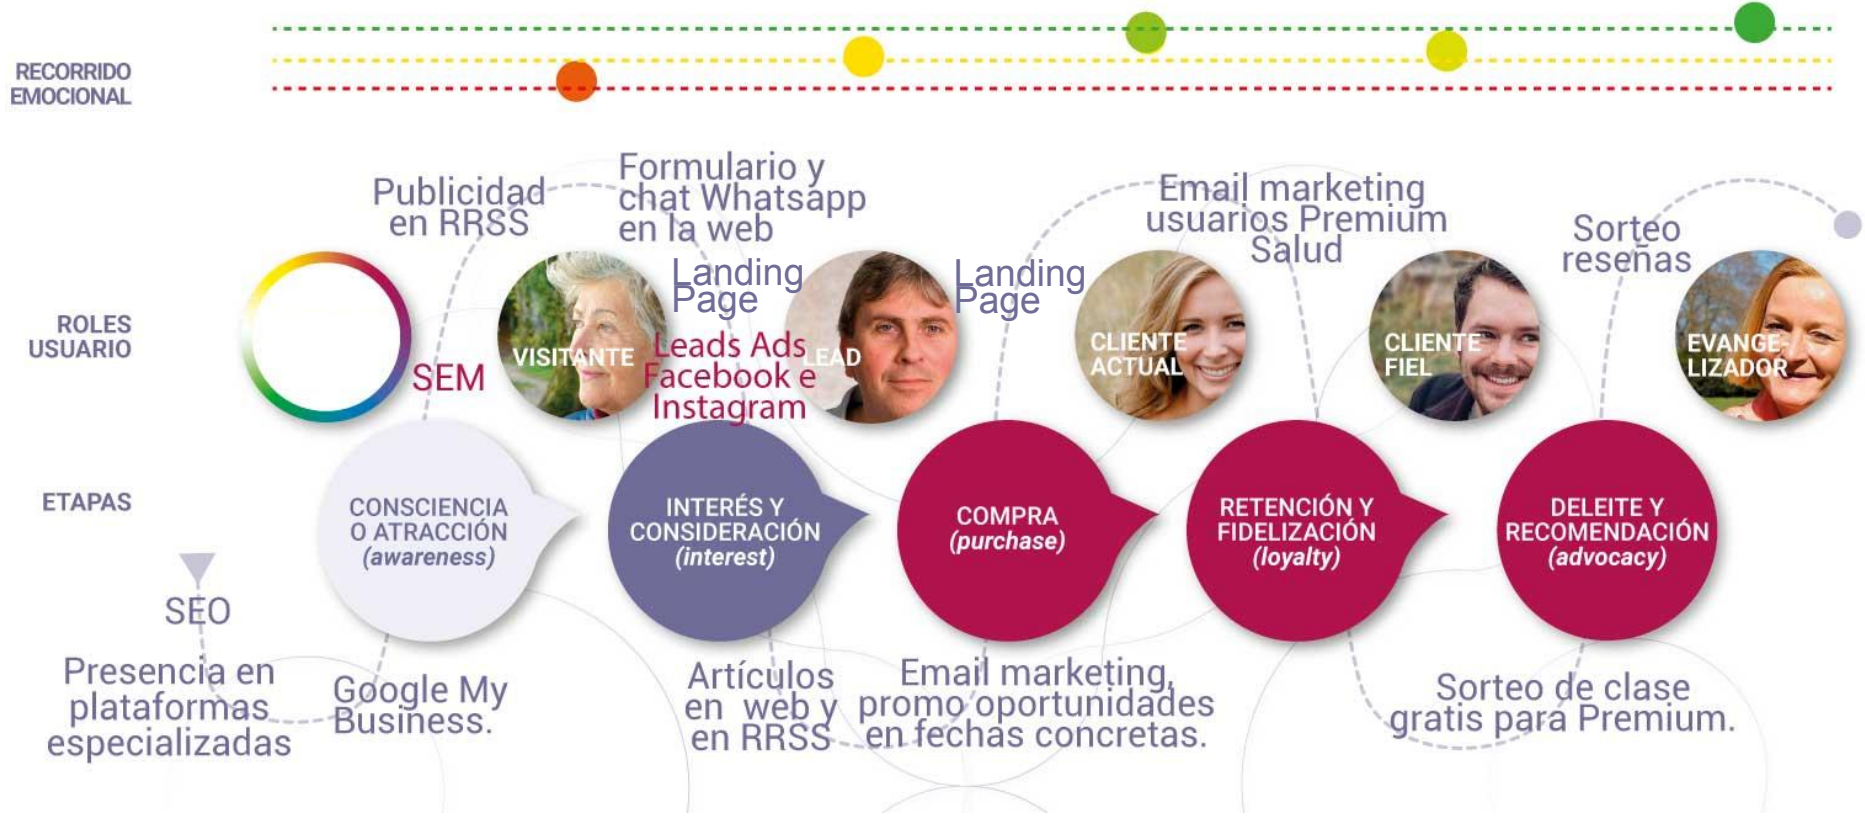 RECORRIDO
EMOCIONAL
Publicidad
en RRSS
Formulario y
chat Whatsapp
en la web
Email marketing
usuarios Premium
Salud
Sorteo
reseñas
Landing
Page
Landing
Page
ROLES
USUARIO
SEM
VISITANTE
Leads Ads
Facebook e
Instagram
LEAD
CLIENTE
ACTUAL
CLIENTE
FIEL
EVANGE-
LIZADOR
ETAPAS
CONSCIENCIA
O ATRACCIÓN
(awareness)
INTERÉS Y
CONSIDERACIÓN
(interest)
COMPRA
(purchase)
RETENCIÓN Y
FIDELIZACIÓN
(loyalty)
DELEITE Y
RECOMENDACIÓN
(advocacy)
SEO
Presencia en
plataformas
especializadas
Google My
Business.
Artículos
en web y
en RRSS
Email marketing,
promo oportunidades
en fechas concretas.
Sorteo de clase
gratis para Premium.